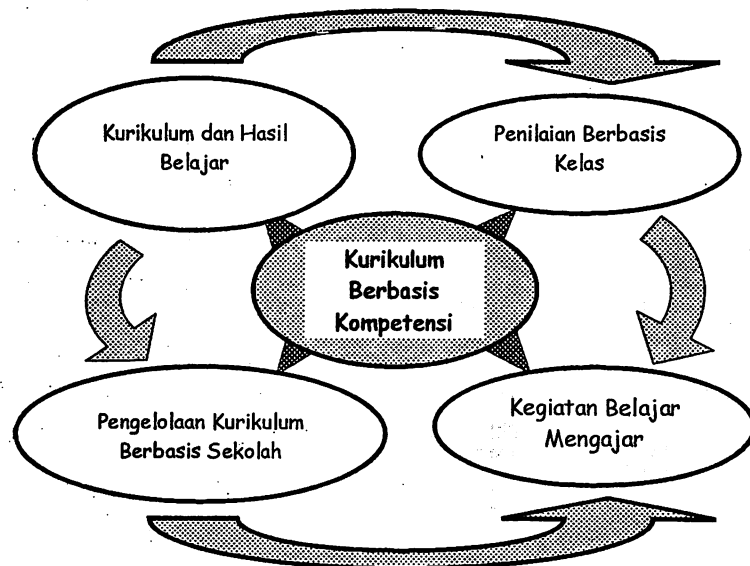 Kurikulum dan Hasil
Belajar
Penilaian Berbasis
Kelas
Kurikulum
Berbasis
Kompetensi
Pengelolaan Kurikulum
Berbasis Sekolah
Kegiatan Belajar
Mengajar